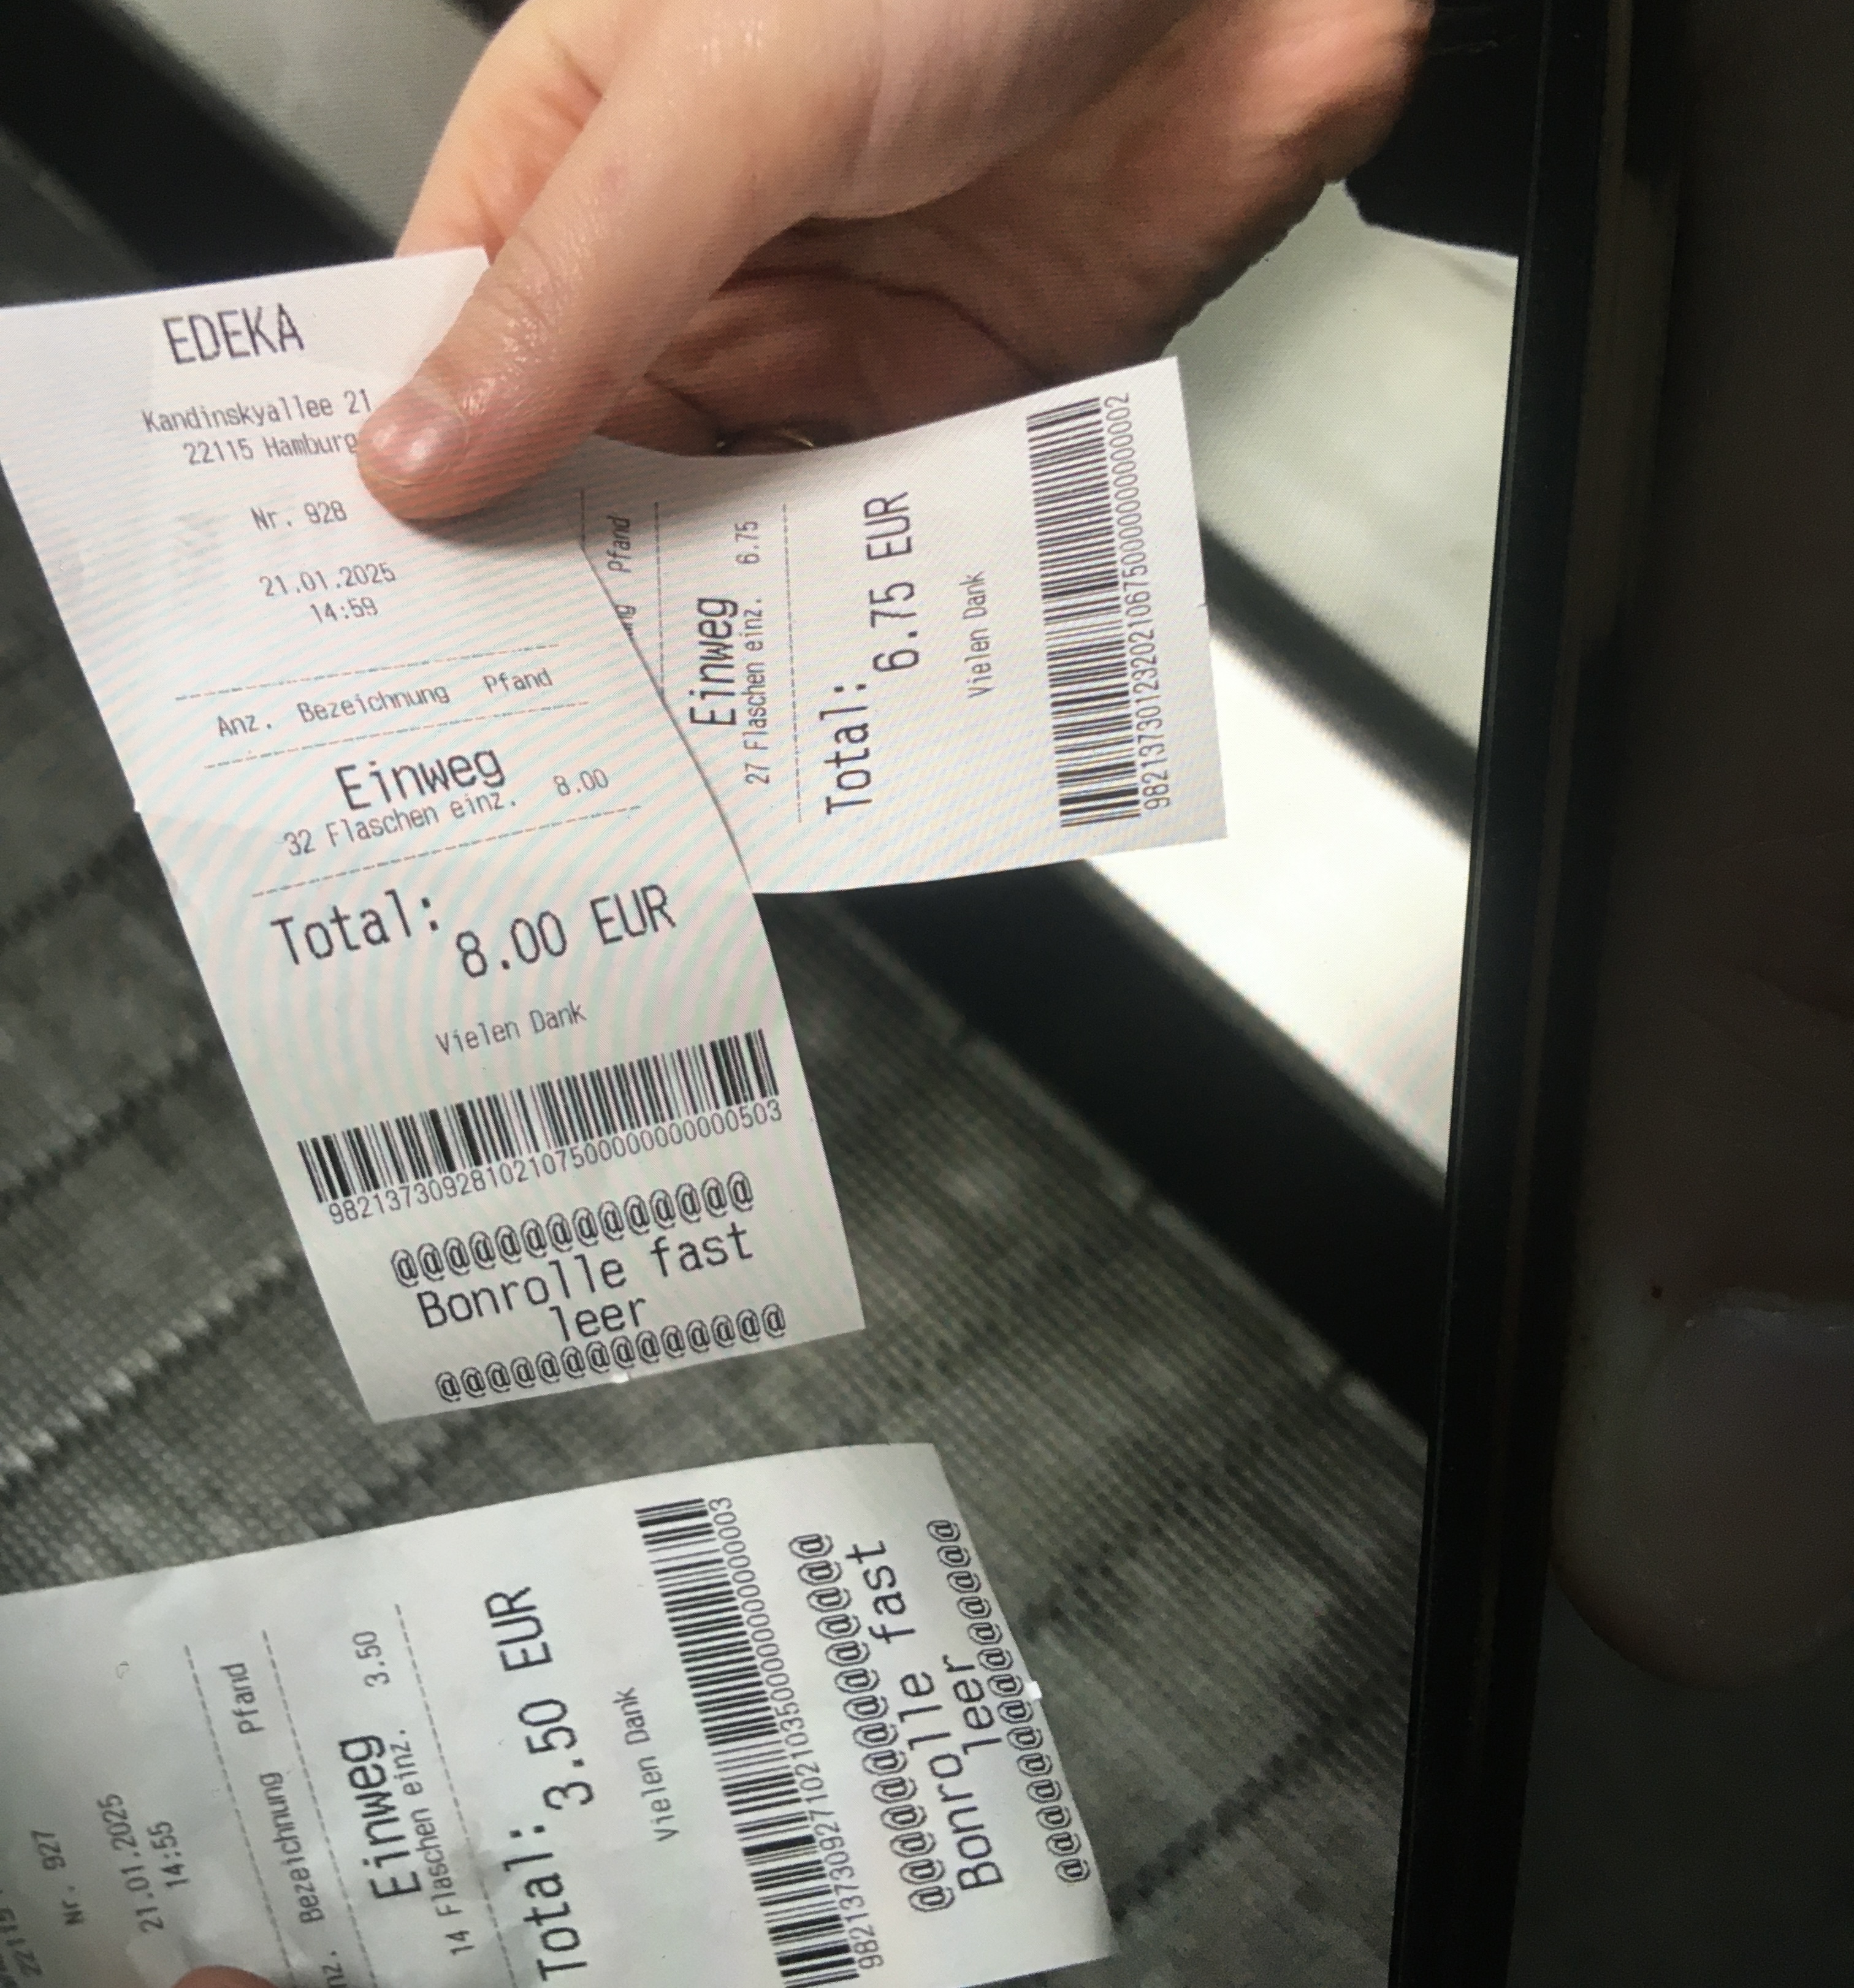 EDEKA
Kandinskyallee 21
22115 Hamburg
Nr. 928
21.01.2025
14:59
Anz. Bezeichnung Pfand
Einweg
32 Flaschen einz. 8.00
Total:
8.00 EUR
Vielen Dank
@@@@@@@@@@@@@@
Bonrolle fast
leer
@@@@@@@@@@@@@@
Pfand
Einweg
27 Flaschen einz. 6.75
Total:
6.75 EUR
Vielen Dank
Nr. 927
21.01.2025
14:55
Bezeichnung Pfand
Einweg
14 Flaschen einz. 3.50
Total:
3.50 EUR
Vielen Dank
@@@@@@@@@@@@@@
Bonrolle fast
leer
@@@@@@@@@@@@@@